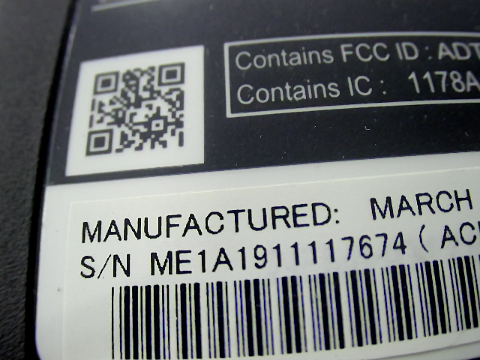 Contains FCC ID : ADT
Contains IC : 1178A
MANUFACTURED: MARCH
S/N ME1A1911117674 ( AC